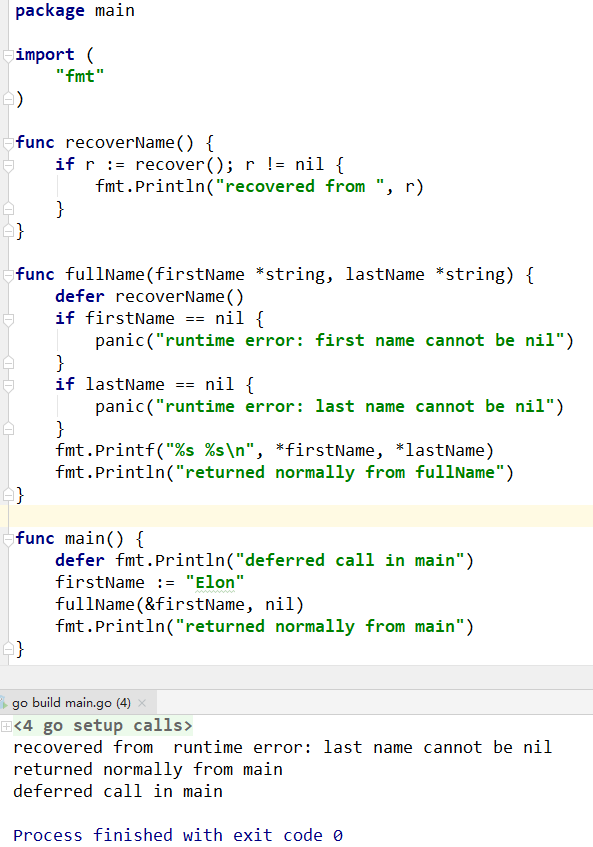 package main
import (
    "fmt"
)
func recoverName() {
    if r := recover(); r != nil {
        fmt.Println("recovered from ", r)
    }
}
func fullName(firstName *string, lastName *string) {
    defer recoverName()
    if firstName == nil {
        panic("runtime error: first name cannot be nil")
    }
    if lastName == nil {
        panic("runtime error: last name cannot be nil")
    }
    fmt.Printf("%s %s\n", *firstName, *lastName)
    fmt.Println("returned normally from fullName")
}
func main() {
    defer fmt.Println("deferred call in main")
    firstName := "Elon"
    fullName(&firstName, nil)
    fmt.Println("returned normally from main")
}
go build main.go (4)
<4 go setup calls>
recovered from  runtime error: last name cannot be nil
returned normally from main
deferred call in main
Process finished with exit code 0